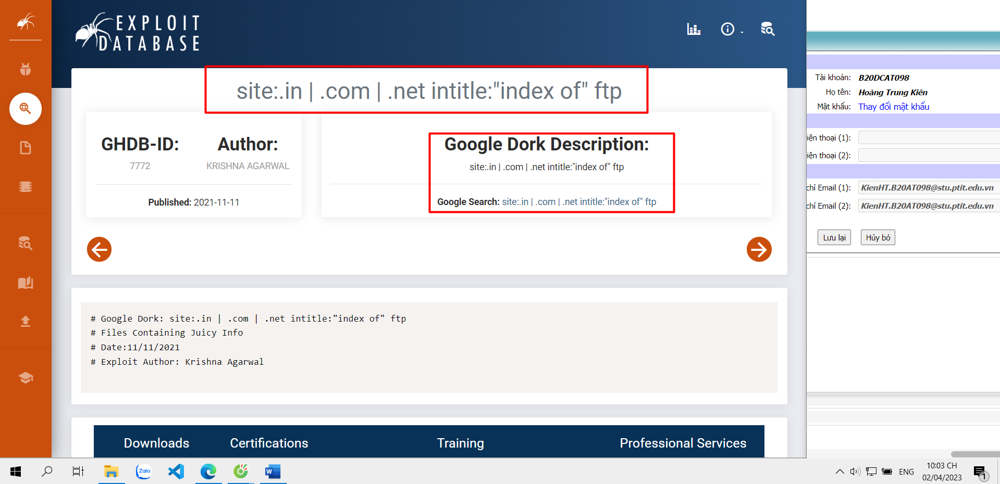 EXPLOIT
DATABASE
site:.in | .com | .net intitle:"index of" ftp
GHDB-ID:
7772
Author:
KRISHNA AGARWAL
Published: 2021-11-11
Google Dork Description:
site:.in | .com | .net intitle:"index of" ftp
Google Search: site:.in | .com | .net intitle:"index of" ftp
# Google Dork: site:.in | .com | .net intitle:"index of" ftp
# Files Containing Juicy Info
# Date:11/11/2021
# Exploit Author: Krishna Agarwal
Downloads
Certifications
Training
Professional Services
Tài khoản: B20DCAT098
Họ tên: Hoàng Trung Kiên
Mật khẩu: Thay đổi mật khẩu
iện thoại (1):
iện thoại (2):
chỉ Email (1): KienHT.B20AT098@stu.ptit.edu.vn
chỉ Email (2): KienHT.B20AT098@stu.ptit.edu.vn
Lưu lại
Hủy bỏ
Zalo
W
ENG
10:03 CH
02/04/2023
1